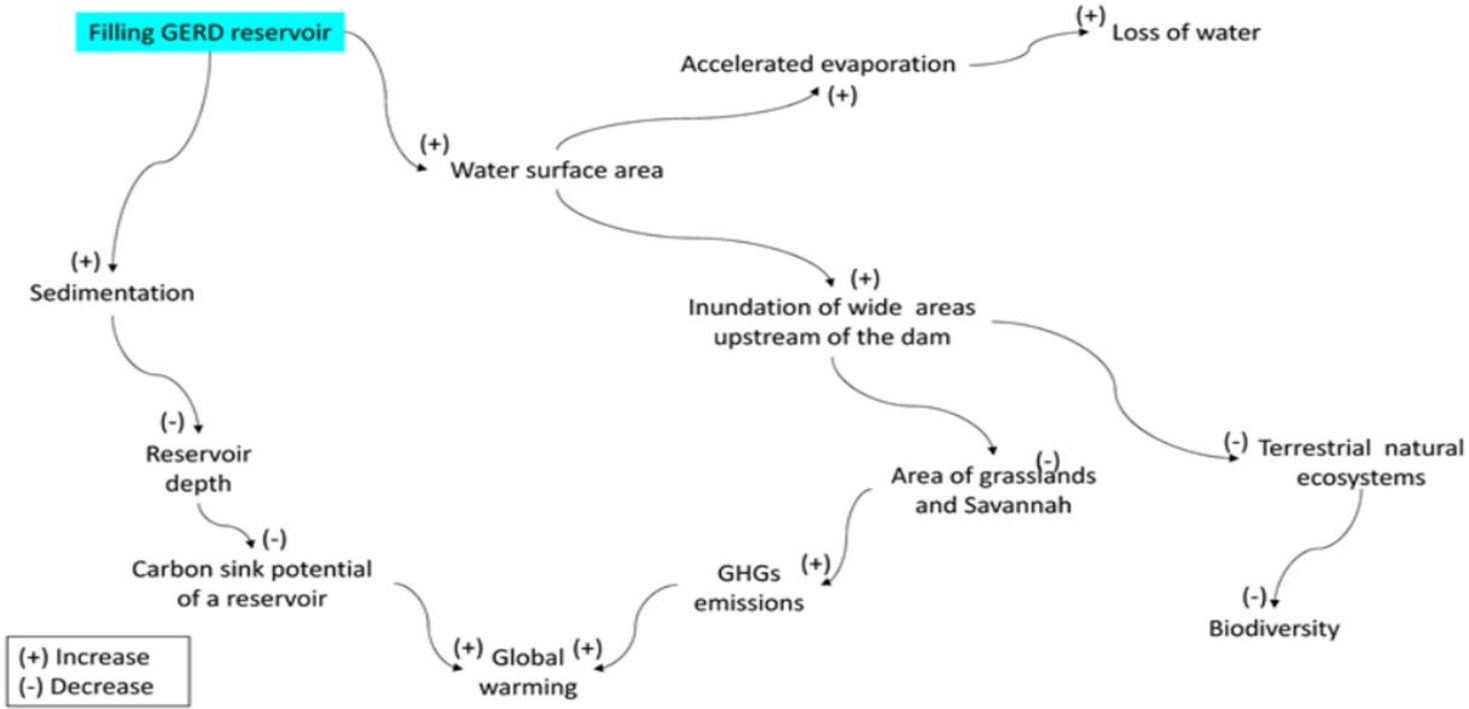 Filling GERD reservoir
(+)
Loss of water
Accelerated evaporation
(+)
(+)
Water surface area
(+)
Sedimentation
(+)
Inundation of wide areas
upstream of the dam
(-)
Reservoir
depth
(-)
Area of grasslands
and Savannah
(-)
Terrestrial natural
ecosystems
(-)
Carbon sink potential
of a reservoir
GHGs (+)
emissions
(-)
Biodiversity
(+) Global (+)
warming
(+) Increase
(-) Decrease